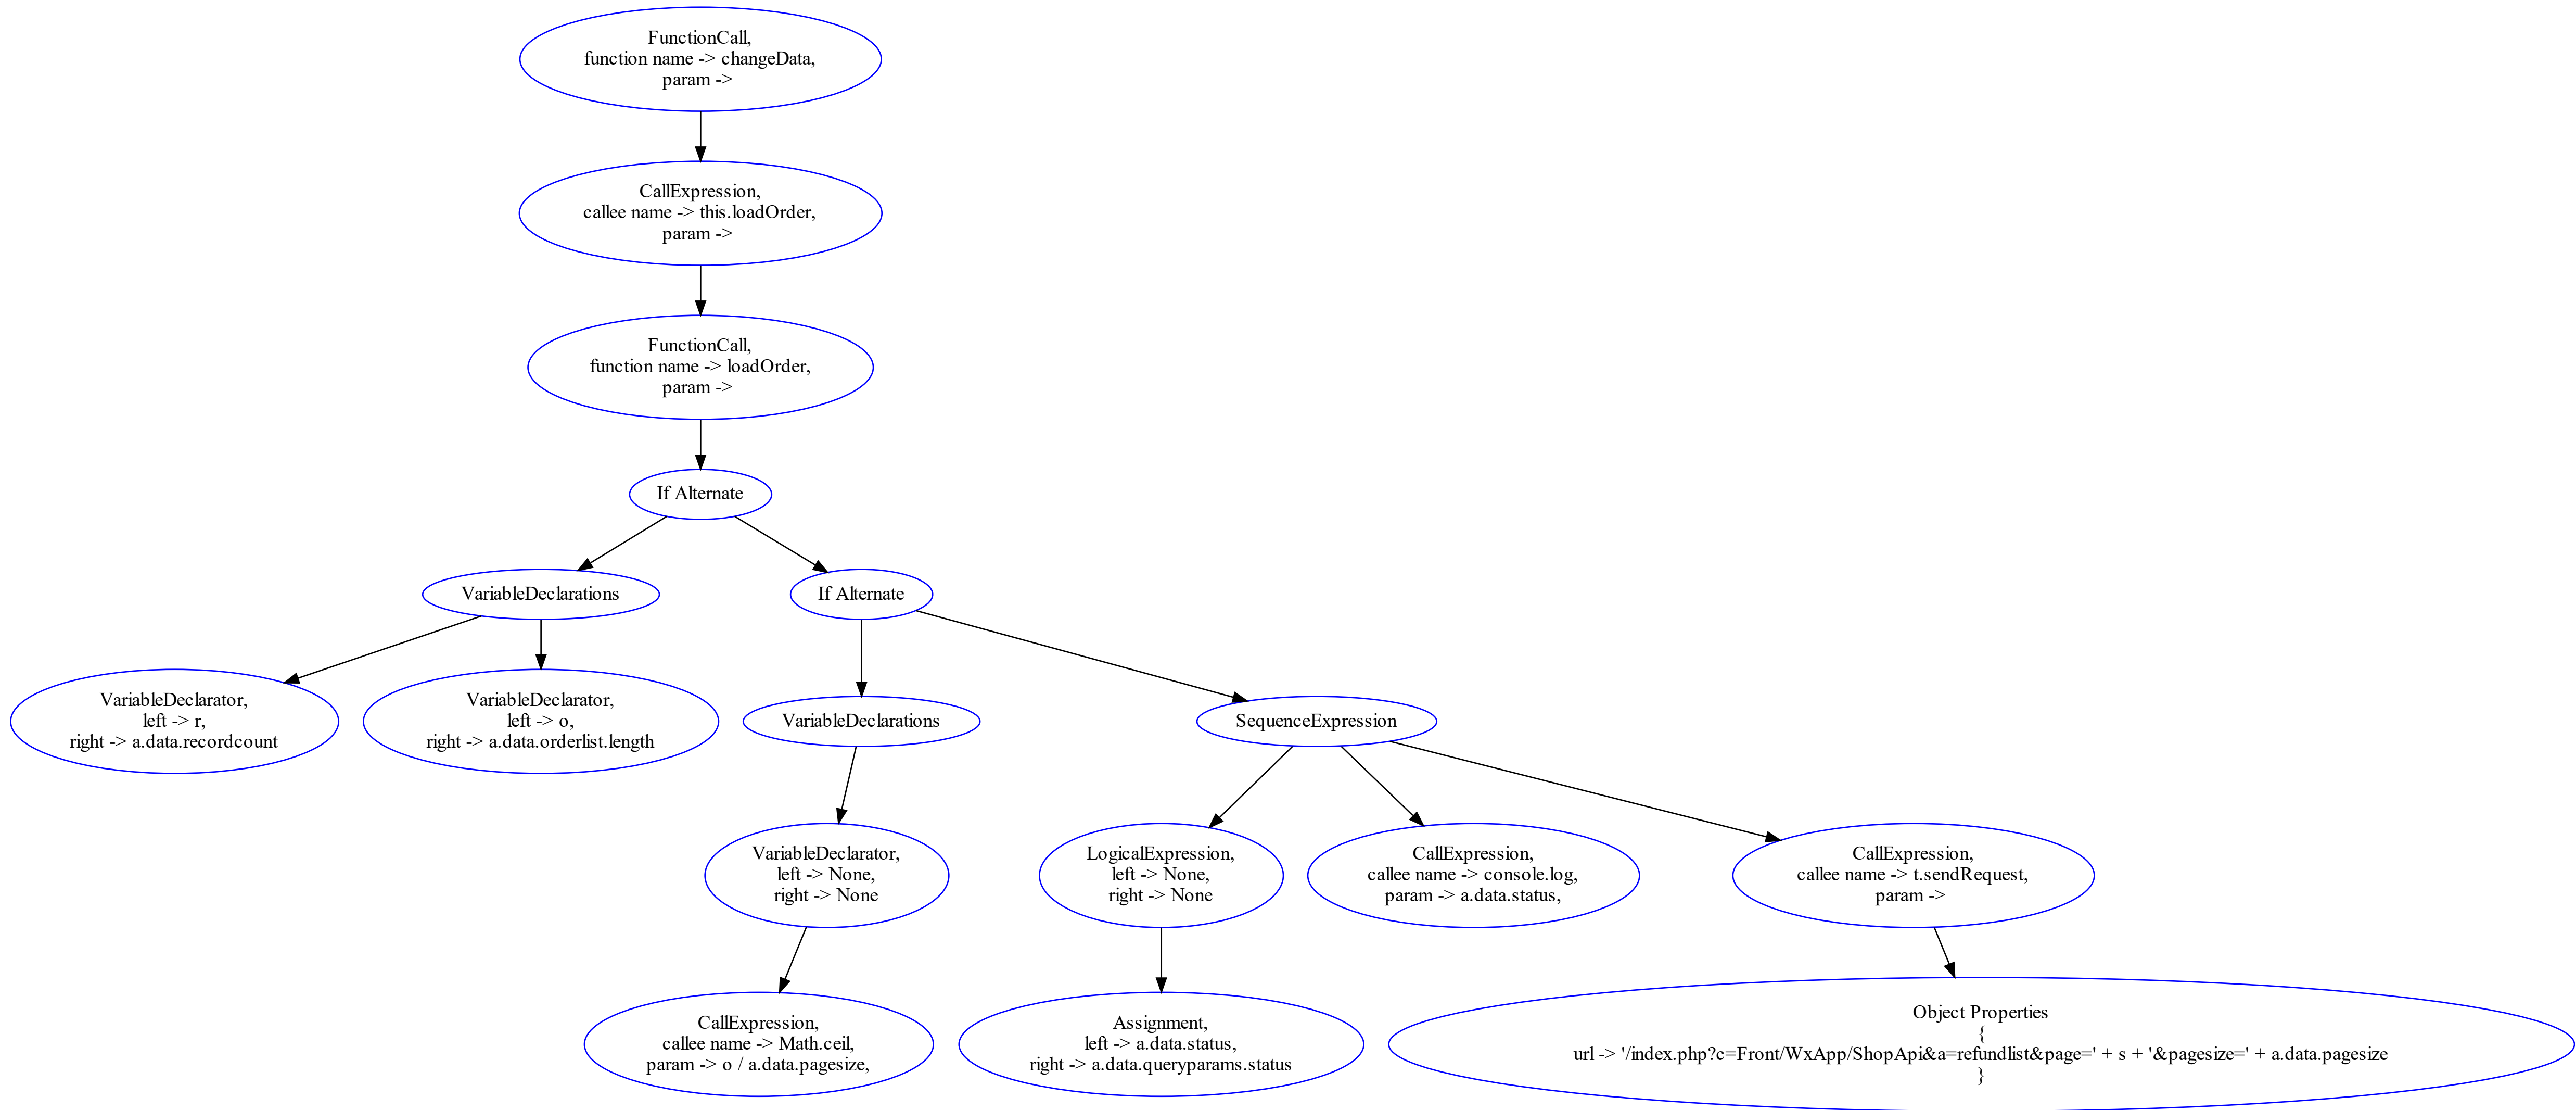 FunctionCall,
function name -> changeData,
param ->
CallExpression,
callee name -> this.loadOrder,
param ->
FunctionCall,
function name -> loadOrder,
param ->
If Alternate
VariableDeclarations
If Alternate
VariableDeclarator,
left -> r,
right -> a.data.recordcount
VariableDeclarator,
left -> o,
right -> a.data.orderlist.length
VariableDeclarations
SequenceExpression
VariableDeclarator,
left -> None,
right -> None
LogicalExpression,
left -> None,
right -> None
CallExpression,
callee name -> console.log,
param -> a.data.status,
CallExpression,
callee name -> t.sendRequest,
param ->
CallExpression,
callee name -> Math.ceil,
param -> o / a.data.pagesize,
Assignment,
left -> a.data.status,
right -> a.data.queryparams.status
Object Properties
{
url -> '/index.php?c=Front/WxApp/ShopApi&a=refundlist&page=' + s + '&pagesize=' + a.data.pagesize
}